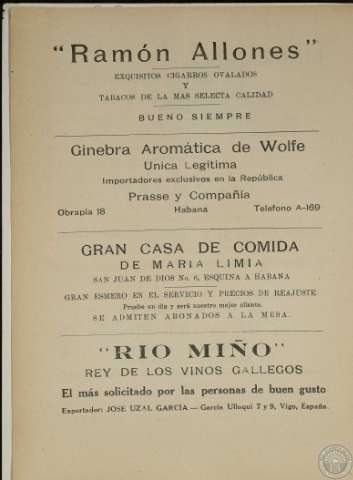 "Ramón Allones"
EXQUISITOS CIGARROS OVALADOS
Y
TABACOS DE LA MAS SELECTA CALIDAD
BUENO SIEMPRE
Ginebra Aromática de Wolfe
Unica Legítima
Importadores exclusivos en la República
Prasse y Compañía
Obrapia 18 Habana Telefono A-169
GRAN CASA DE COMIDA
DE MARIA LIMIA
SAN JUAN DE DIOS No. 6, ESQUINA A HABANA
GRAN ESMERO EN EL SERVICIO Y PRECIOS DE REAJUSTE
Pruebe un día y será nuestro mejor cliente.
SE ADMITEN ABONADOS A LA MESA.
"RIO MIÑO"
REY DE LOS VINOS GALLEGOS
El más solicitado por las personas de buen gusto
Exportador: JOSE UZAL GARCIA — García Ulloqui 7 y 9, Vigo, España.